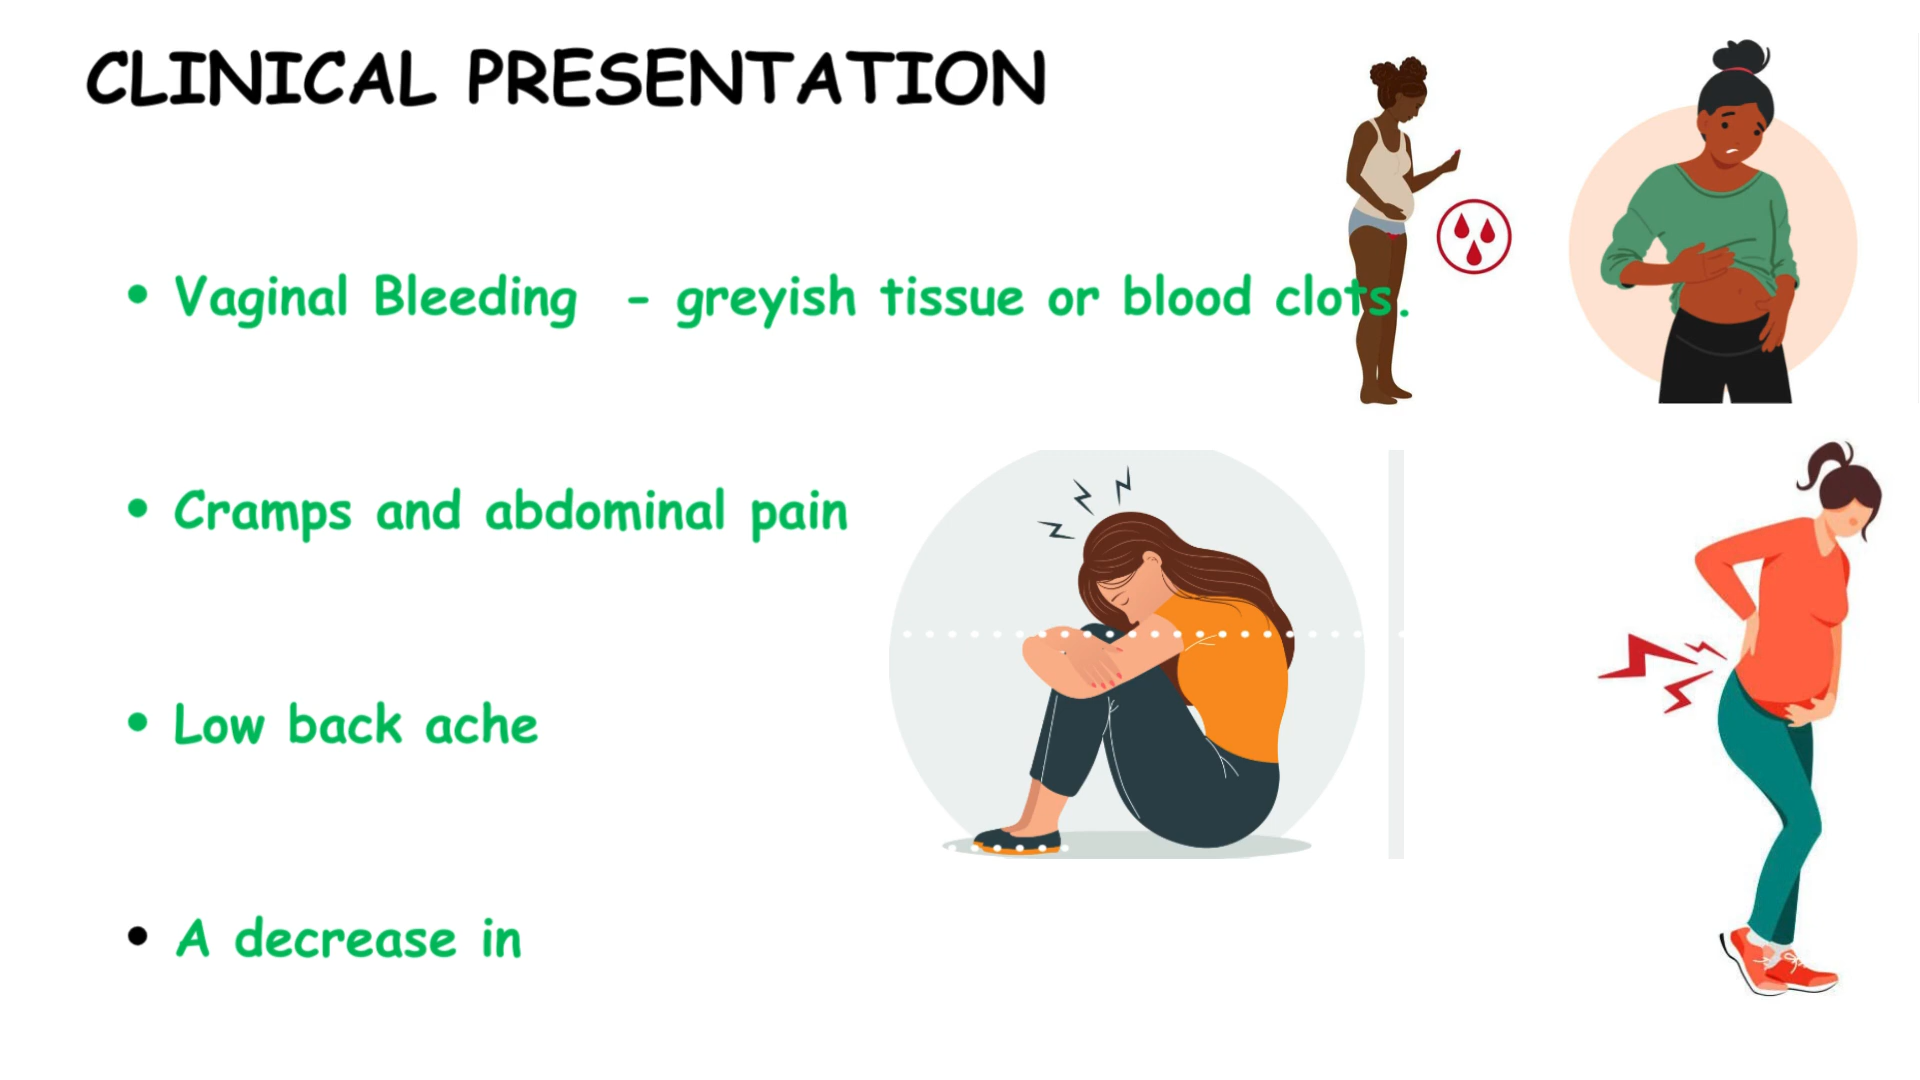 CLINICAL PRESENTATION
• Vaginal Bleeding - greyish tissue or blood clots.
• Cramps and abdominal pain
• Low back ache
• A decrease in